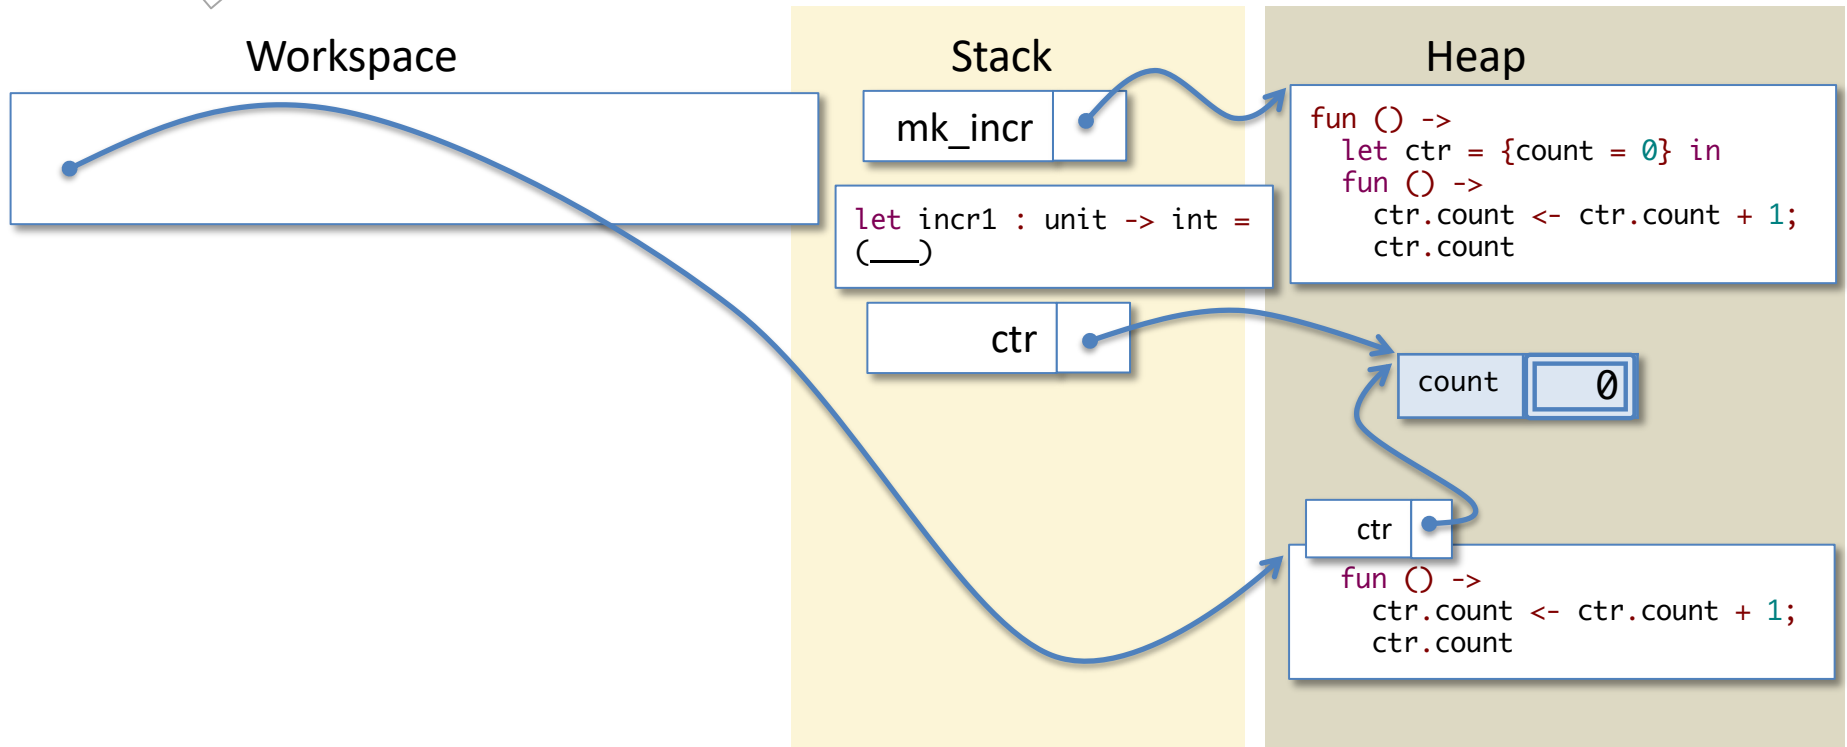 Workspace
Stack
Heap
mk_incr
let incr1 : unit -> int =
(___)
ctr
fun () ->
let ctr = {count = 0} in
fun () ->
ctr.count <- ctr.count + 1;
ctr.count
count 0
ctr
fun () ->
ctr.count <- ctr.count + 1;
ctr.count